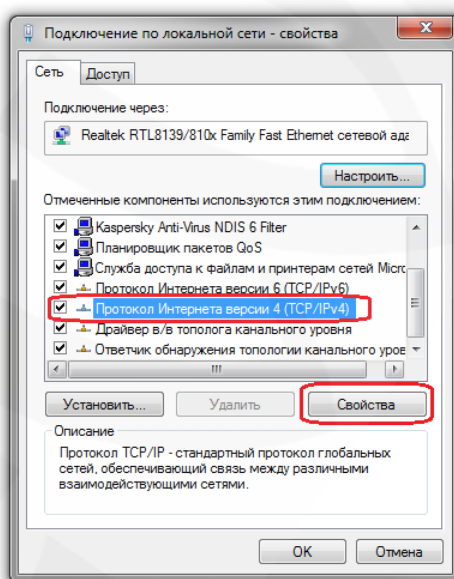 Подключение по локальной сети - свойства
Сеть Доступ
Подключение через:
Realtek RTL8139/810x Family Fast Ethernet сетевой ада
Настроить...
Отмеченные компоненты используются этим подключением:
Kaspersky Anti-Virus NDIS 6 Filter
Планировщик пакетов QoS
Служба доступа к файлам и принтерам сетей Micro
Протокол Интернета версии 6 (TCP/IPv6)
Протокол Интернета версии 4 (TCP/IPv4)
Драйвер в/в тополога канального уровня
Ответчик обнаружения топологии канального уров
Установить... Удалить Свойства
Описание
Протокол TCP/IP - стандартный протокол глобальных
сетей, обеспечивающий связь между различными
взаимодействующими сетями.
OK Отмена